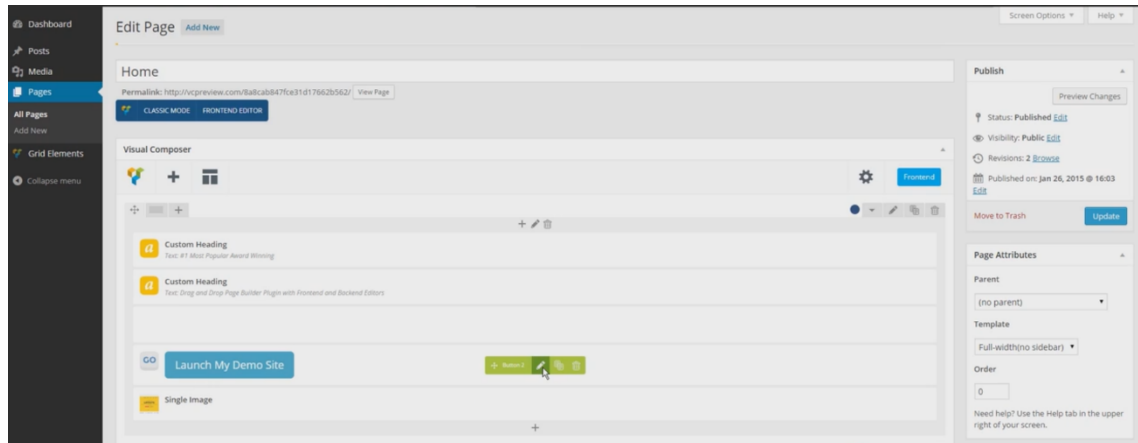 Dashboard
Posts
Media
Pages
All Pages
Add New
Grid Elements
Collapse menu
Screen Options
Help
Edit Page
Add New
Home
Permalink: http://vcpreview.com/8a8cab847fce31d17662b562/
View Page
CLASSIC MODE
FRONTEND EDITOR
Visual Composer
Frontend
Custom Heading
Text: #1 Most Popular Award Winning
Custom Heading
Text: Drag and Drop Page Builder Plugin with Frontend and Backend Editors
GO
Launch My Demo Site
Button 2
Single Image
Publish
Preview Changes
Status: Published Edit
Visibility: Public Edit
Revisions: 2 Browse
Published on: Jan 26, 2015 @ 16:03
Edit
Move to Trash
Update
Page Attributes
Parent
(no parent)
Template
Full-width(no sidebar)
Order
0
Need help? Use the Help tab in the upper
right of your screen.